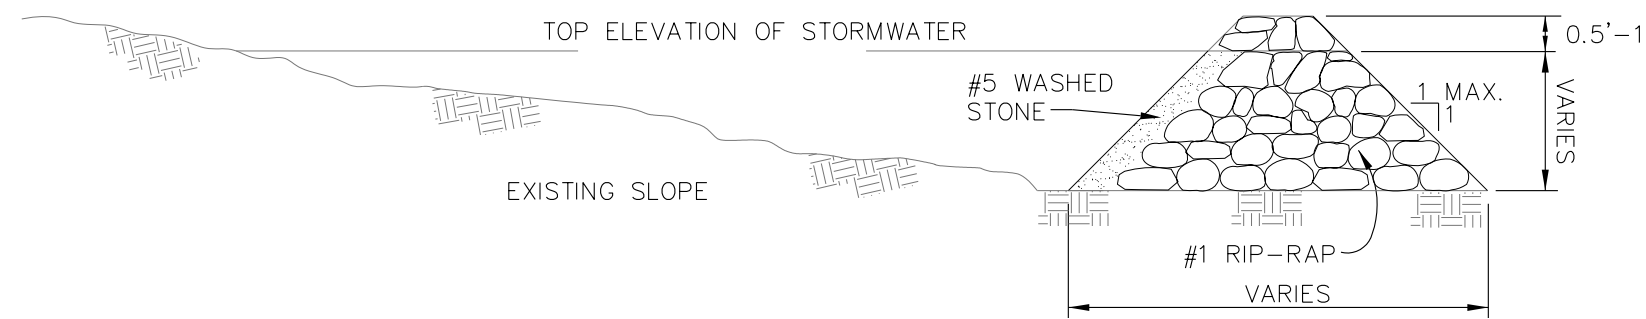 TOP ELEVATION OF STORMWATER
0.5'-1
#5 WASHED
STONE
1 MAX.
1
VARIES
EXISTING SLOPE
#1 RIP-RAP
VARIES